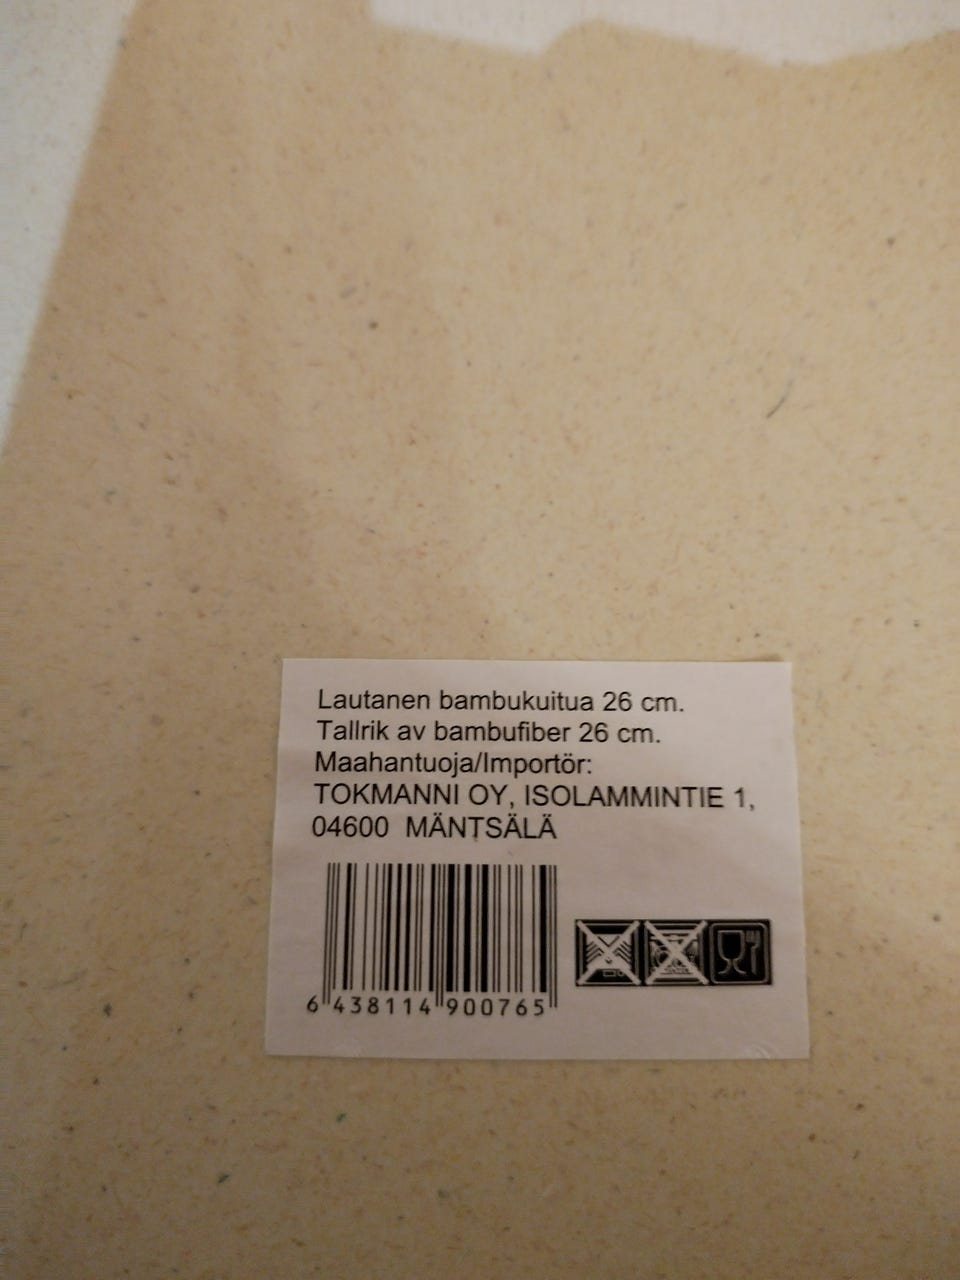 Lautanen bambukuitua 26 cm.
Tallrik av bambufiber 26 cm.
Maahantuoja/Importör:
TOKMANNI OY, ISOLAMMINTIE 1,
04600 MÄNTSÄLÄ
6 438114 900765